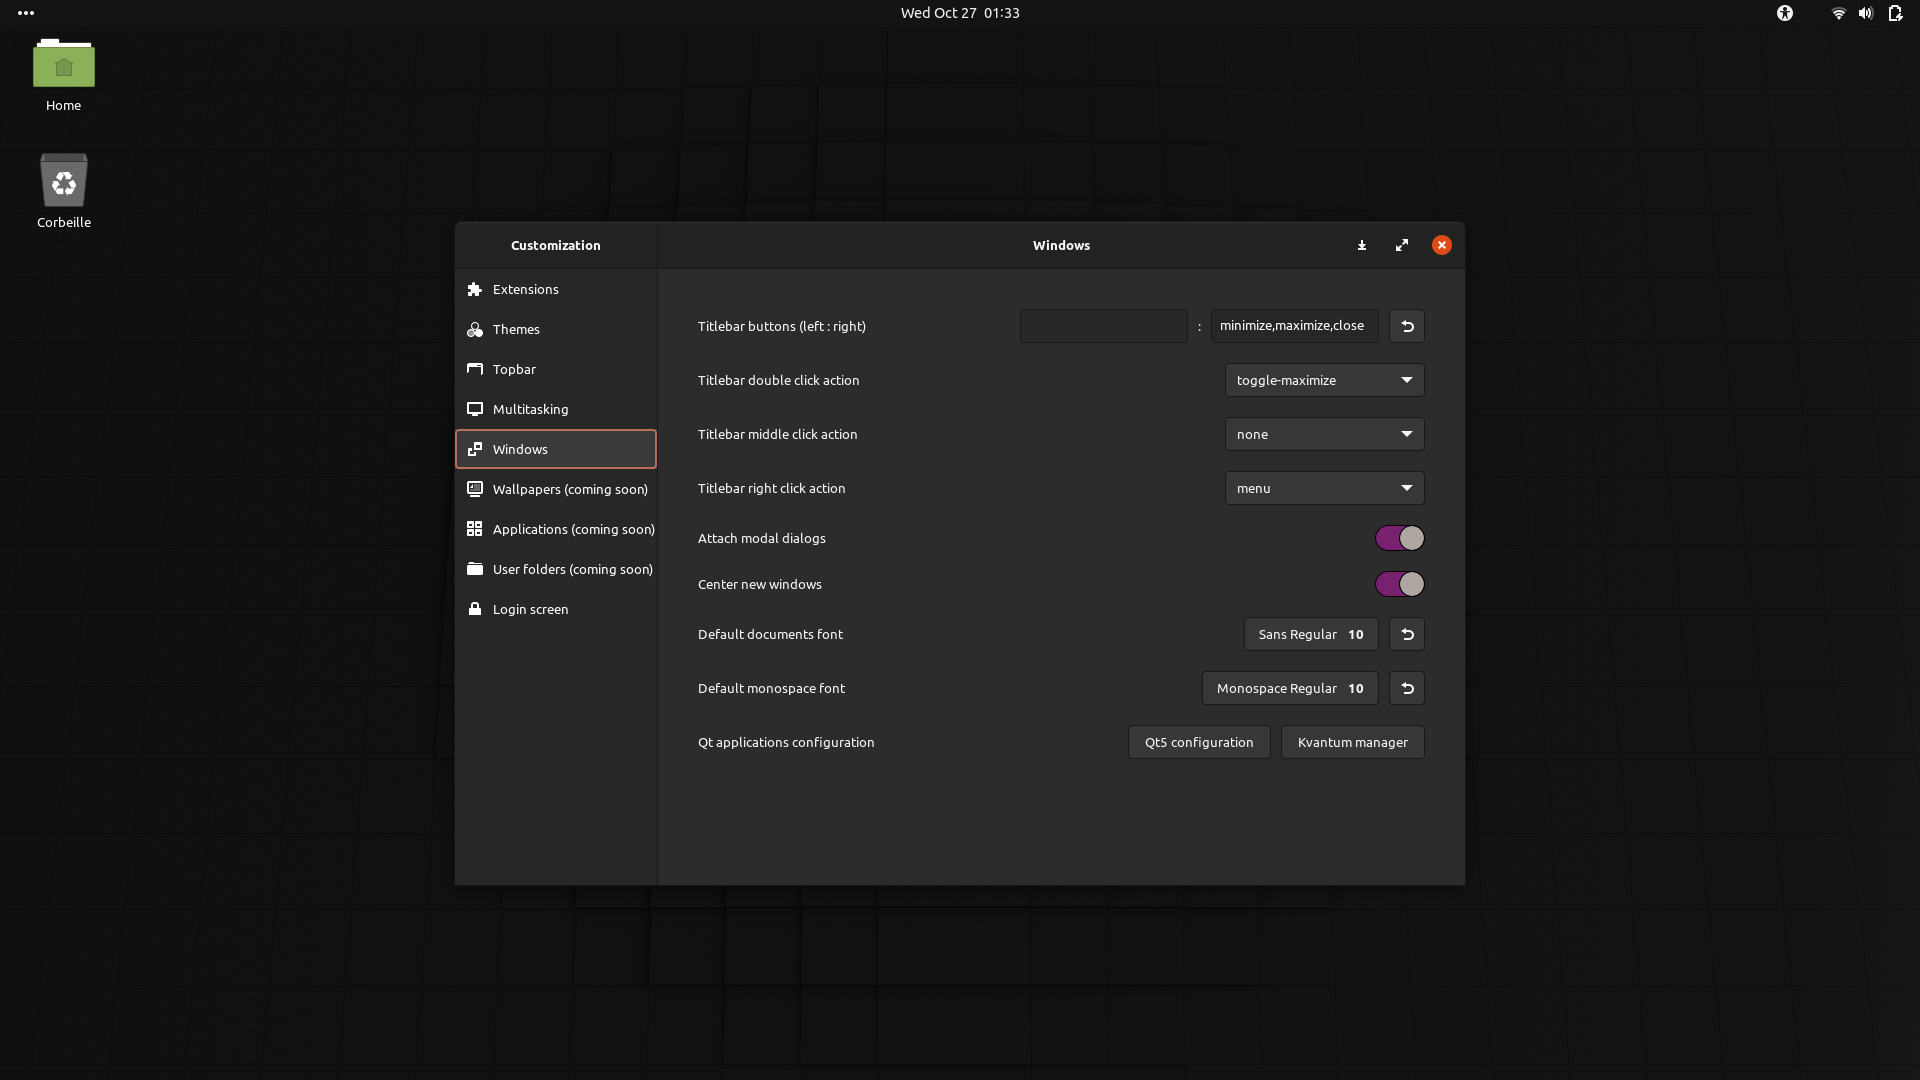 Wed Oct 27 01:33
Home
Corbeille
Customization
Windows
Extensions
Themes
Topbar
Multitasking
Windows
Wallpapers (coming soon)
Applications (coming soon)
User folders (coming soon)
Login screen
Titlebar buttons (left : right) : minimize,maximize,close
Titlebar double click action toggle-maximize
Titlebar middle click action none
Titlebar right click action menu
Attach modal dialogs
Center new windows
Default documents font Sans Regular 10
Default monospace font Monospace Regular 10
Qt applications configuration Qt5 configuration Kvantum manager